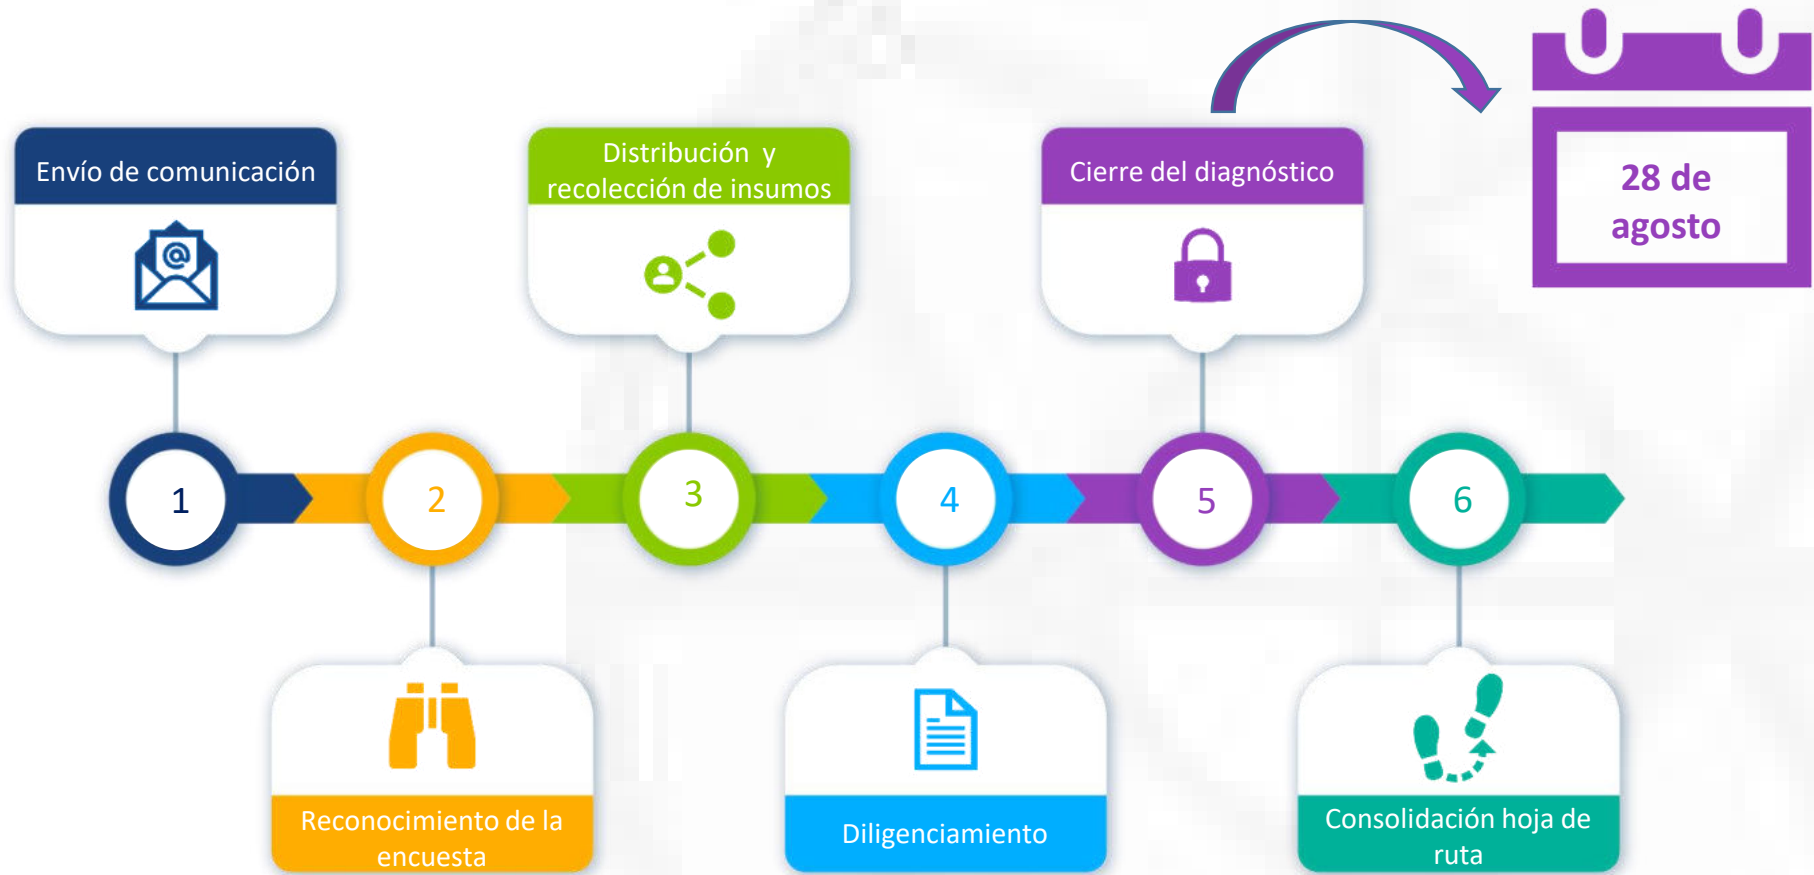 Envío de comunicación
Distribución y
recolección de insumos
Cierre del diagnóstico
28 de
agosto
@
1
2
3
4
5
6
Reconocimiento de la
encuesta
Diligenciamiento
Consolidación hoja de
ruta